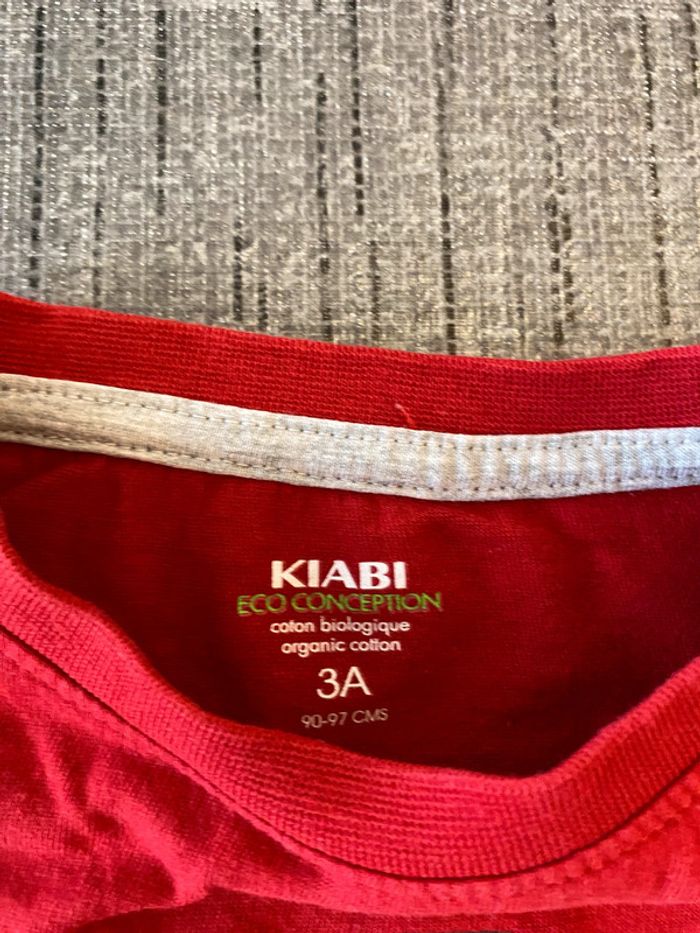 KIABI
ECO CONCEPTION
coton biologique
organic cotton
3A
90-97 CMS